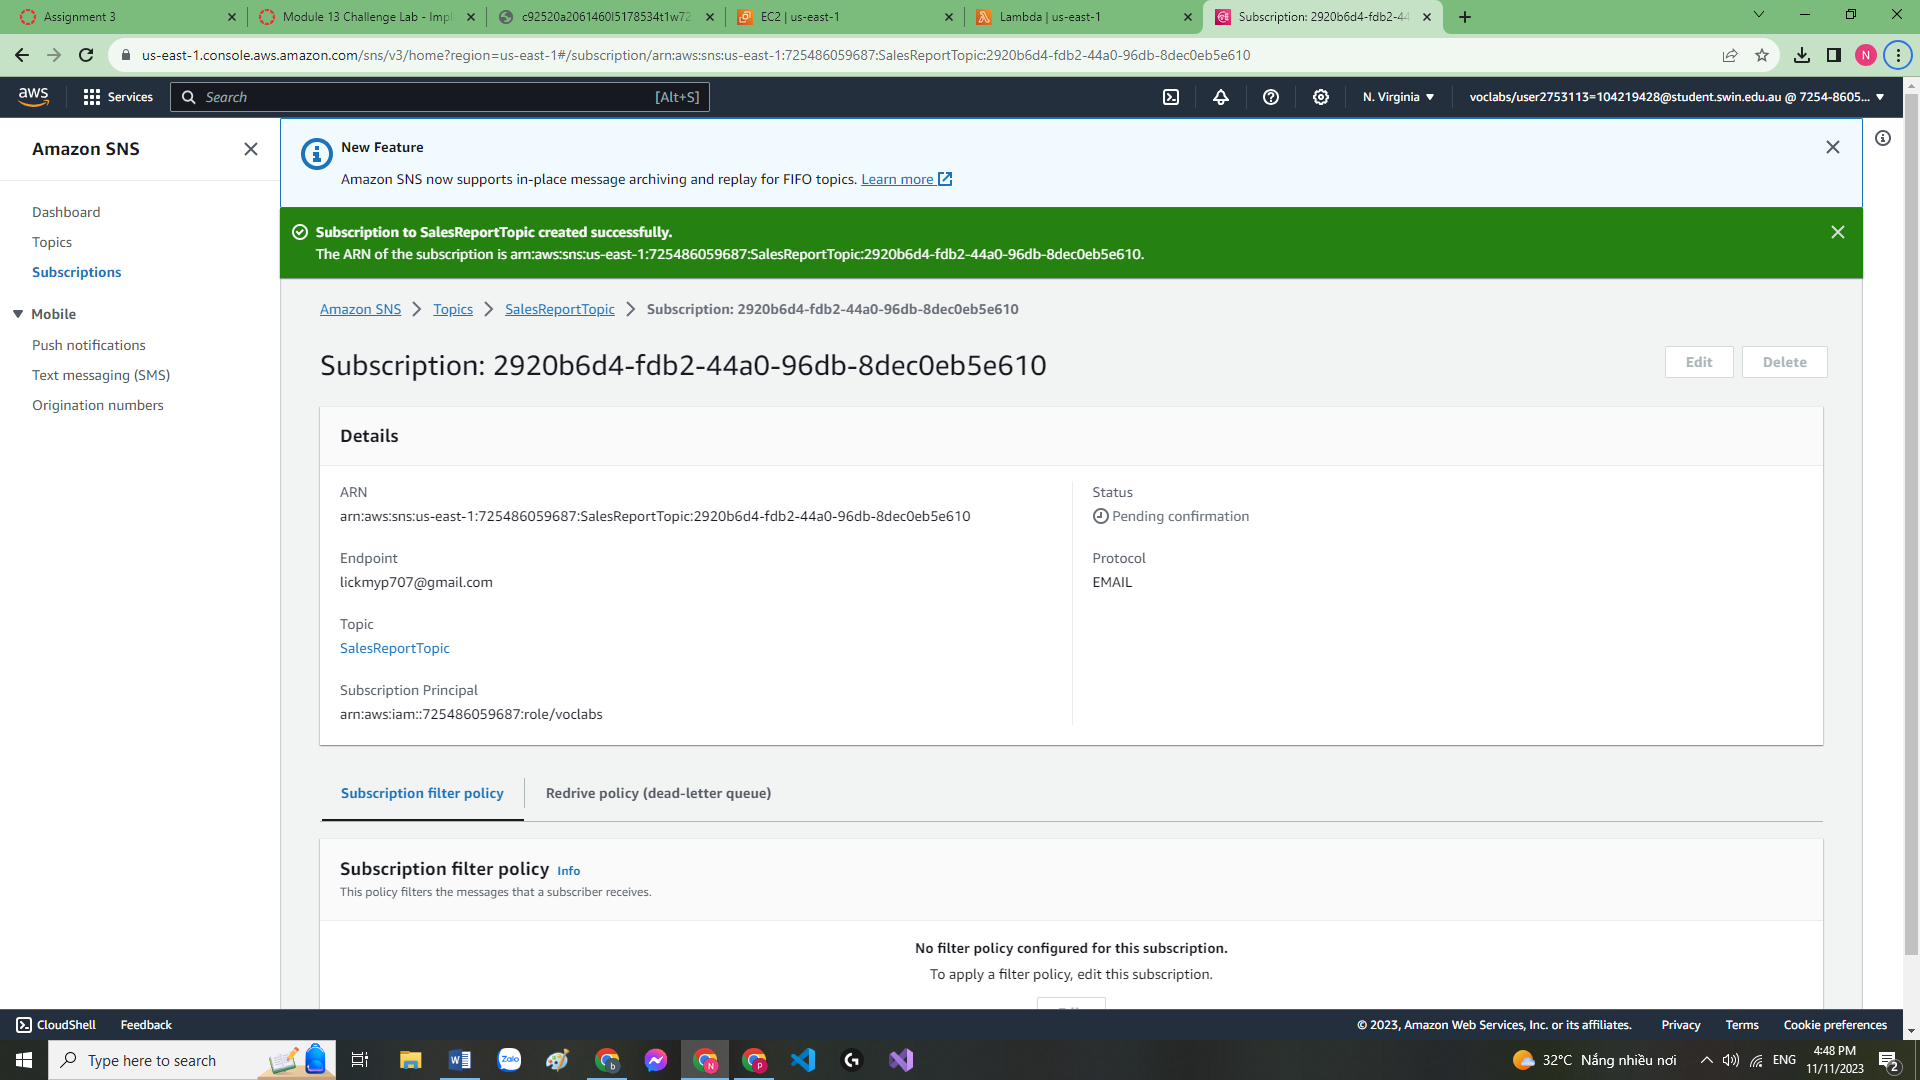 Assignment 3
Module 13 Challenge Lab - Impl
c92520a2061460l5178534t1w72
EC2 | us-east-1
Lambda | us-east-1
Subscription: 2920b6d4-fdb2-44
us-east-1.console.aws.amazon.com/sns/v3/home?region=us-east-1#/subscription/arn:aws:sns:us-east-1:725486059687:SalesReportTopic:2920b6d4-fdb2-44a0-96db-8dec0eb5e610
N
aws
Services
Search
[Alt+S]
N. Virginia
voclabs/user2753113=104219428@student.swin.edu.au @ 7254-8605...
Amazon SNS
Dashboard
Topics
Subscriptions
Mobile
Push notifications
Text messaging (SMS)
Origination numbers
New Feature
Amazon SNS now supports in-place message archiving and replay for FIFO topics. Learn more
Subscription to SalesReportTopic created successfully.
The ARN of the subscription is arn:aws:sns:us-east-1:725486059687:SalesReportTopic:2920b6d4-fdb2-44a0-96db-8dec0eb5e610.
Amazon SNS
Topics
SalesReportTopic
Subscription: 2920b6d4-fdb2-44a0-96db-8dec0eb5e610
Subscription: 2920b6d4-fdb2-44a0-96db-8dec0eb5e610
Edit
Delete
Details
ARN
arn:aws:sns:us-east-1:725486059687:SalesReportTopic:2920b6d4-fdb2-44a0-96db-8dec0eb5e610
Endpoint
lickmyp707@gmail.com
Topic
SalesReportTopic
Subscription Principal
arn:aws:iam::725486059687:role/voclabs
Status
Pending confirmation
Protocol
EMAIL
Subscription filter policy
Redrive policy (dead-letter queue)
Subscription filter policy Info
This policy filters the messages that a subscriber receives.
No filter policy configured for this subscription.
To apply a filter policy, edit this subscription.
CloudShell
Feedback
© 2023, Amazon Web Services, Inc. or its affiliates.
Privacy
Terms
Cookie preferences
Type here to search
Zalo
b
N
P
32°C Nắng nhiều nơi
ENG
4:48 PM
11/11/2023
2